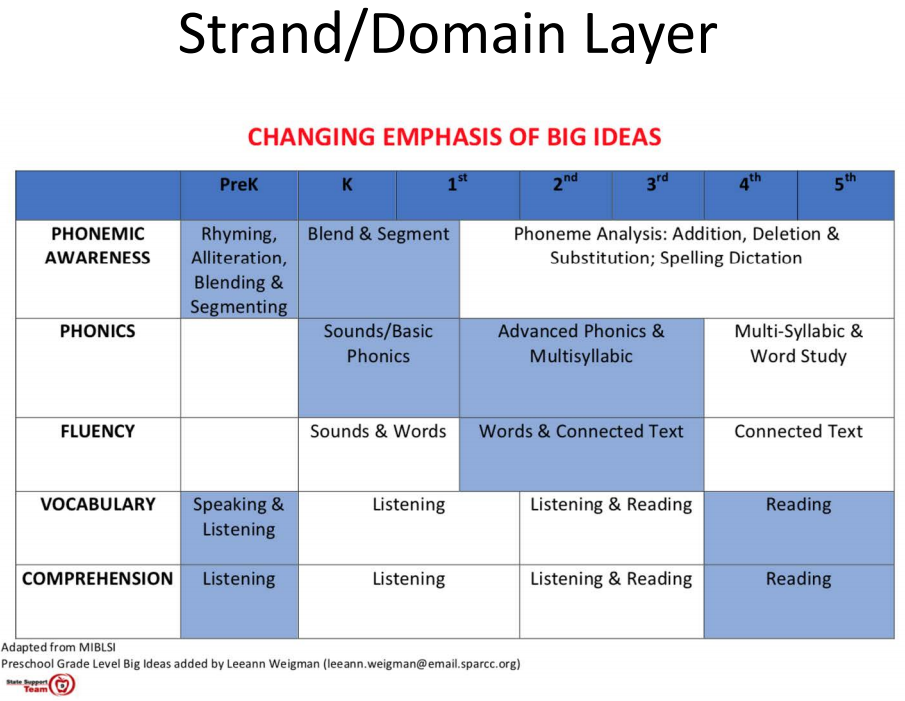 Strand/Domain Layer
CHANGING EMPHASIS OF BIG IDEAS
PreK K 1st 2nd 3rd 4th 5th
PHONEMIC
AWARENESS
Rhyming,
Alliteration,
Blending &
Segmenting
Blend & Segment
Phoneme Analysis: Addition, Deletion &
Substitution; Spelling Dictation
PHONICS
Sounds/Basic
Phonics
Advanced Phonics &
Multisyllabic
Multi-Syllabic &
Word Study
FLUENCY
Sounds & Words
Words & Connected Text
Connected Text
VOCABULARY
Speaking &
Listening
Listening
Listening & Reading
Reading
COMPREHENSION
Listening
Listening
Listening & Reading
Reading
Adapted from MIBLSI
Preschool Grade Level Big Ideas added by Leeann Weigman (leeann.weigman@email.sparcc.org)
State Support
Team